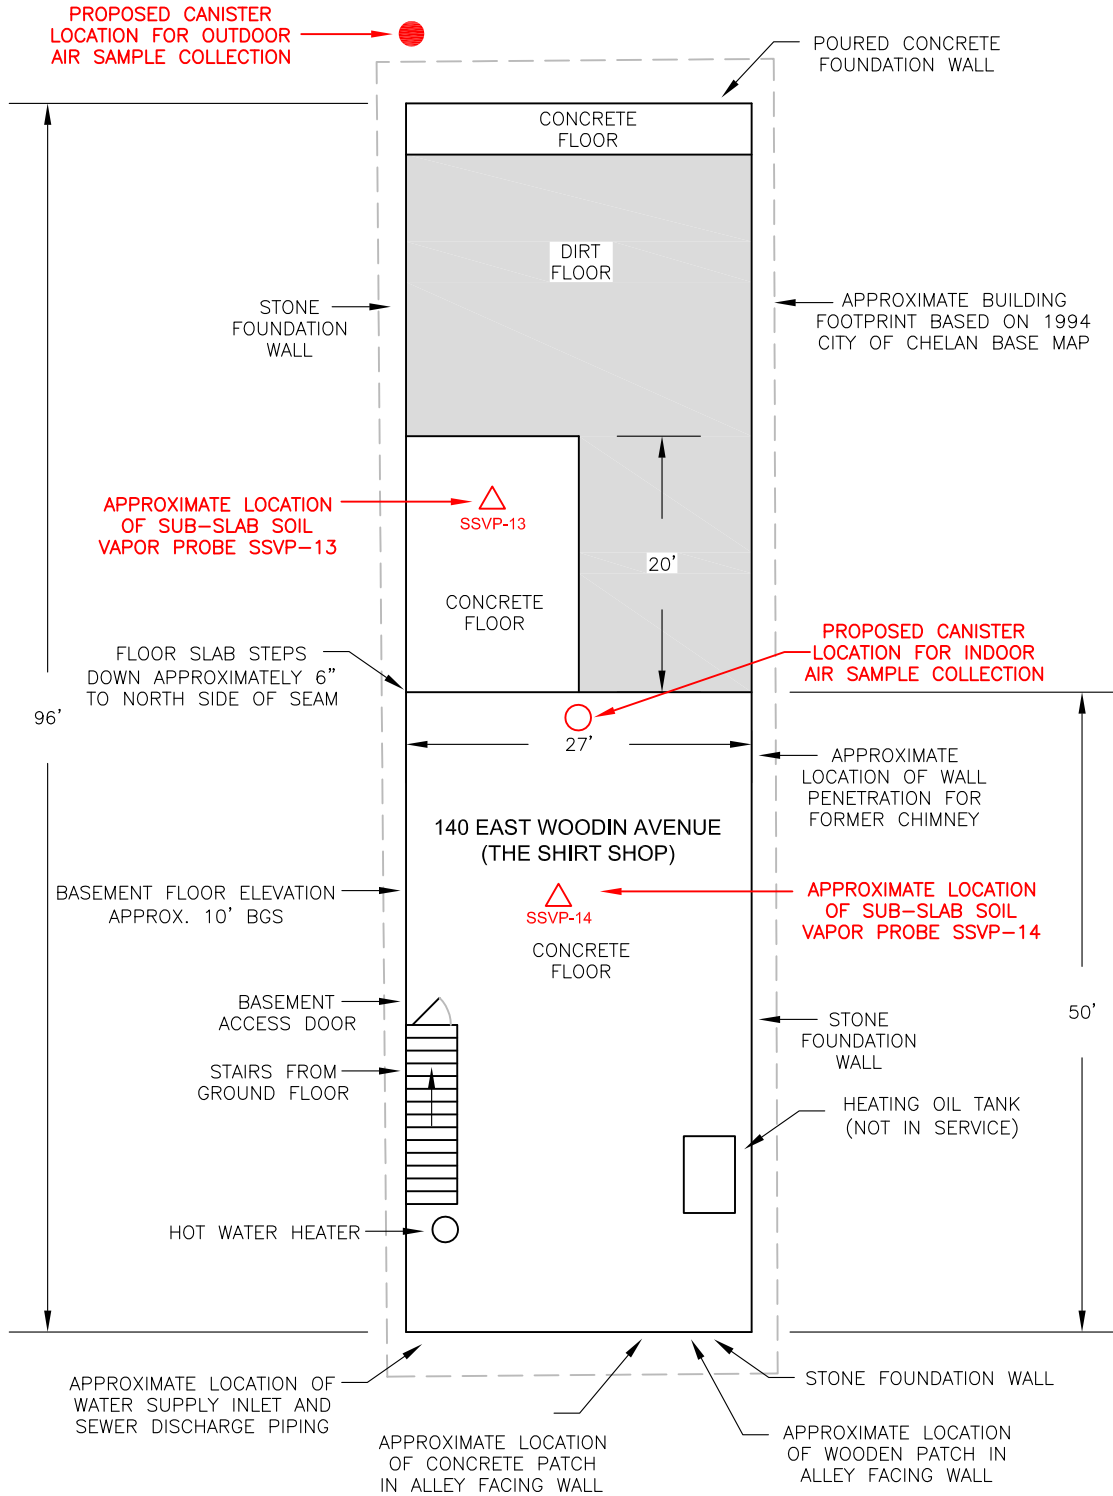 PROPOSED CANISTER
LOCATION FOR OUTDOOR
AIR SAMPLE COLLECTION
POURED CONCRETE
FOUNDATION WALL
CONCRETE
FLOOR
DIRT
FLOOR
STONE
FOUNDATION
WALL
APPROXIMATE BUILDING
FOOTPRINT BASED ON 1994
CITY OF CHELAN BASE MAP
APPROXIMATE LOCATION
OF SUB-SLAB SOIL
VAPOR PROBE SSVP-13
SSVP-13
20'
CONCRETE
FLOOR
PROPOSED CANISTER
LOCATION FOR INDOOR
AIR SAMPLE COLLECTION
FLOOR SLAB STEPS
DOWN APPROXIMATELY 6"
TO NORTH SIDE OF SEAM
96'
27'
APPROXIMATE
LOCATION OF WALL
PENETRATION FOR
FORMER CHIMNEY
140 EAST WOODIN AVENUE
(THE SHIRT SHOP)
BASEMENT FLOOR ELEVATION
APPROX. 10' BGS
SSVP-14
APPROXIMATE LOCATION
OF SUB-SLAB SOIL
VAPOR PROBE SSVP-14
CONCRETE
FLOOR
BASEMENT
ACCESS DOOR
50'
STONE
FOUNDATION
WALL
STAIRS FROM
GROUND FLOOR
HEATING OIL TANK
(NOT IN SERVICE)
HOT WATER HEATER
APPROXIMATE LOCATION OF
WATER SUPPLY INLET AND
SEWER DISCHARGE PIPING
STONE FOUNDATION WALL
APPROXIMATE LOCATION
OF CONCRETE PATCH
IN ALLEY FACING WALL
APPROXIMATE LOCATION
OF WOODEN PATCH IN
ALLEY FACING WALL